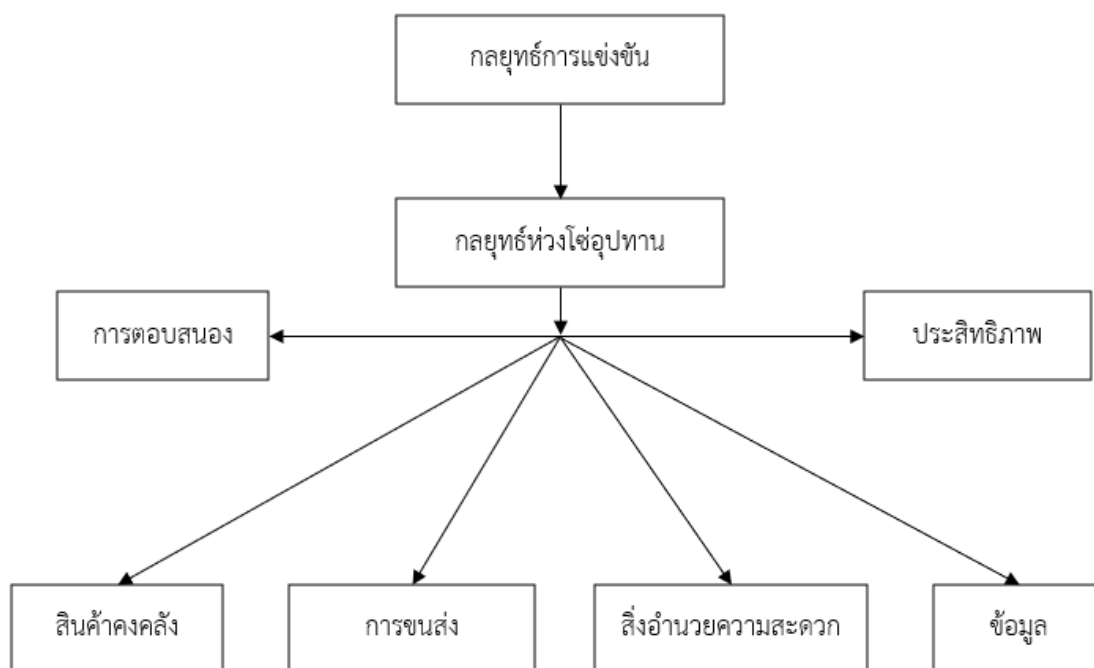 กลยุทธ์การแข่งขัน
กลยุทธ์ห่วงโซ่อุปทาน
การตอบสนอง
ประสิทธิภาพ
สินค้าคงคลัง
การขนส่ง
สิ่งอำนวยความสะดวก
ข้อมูล